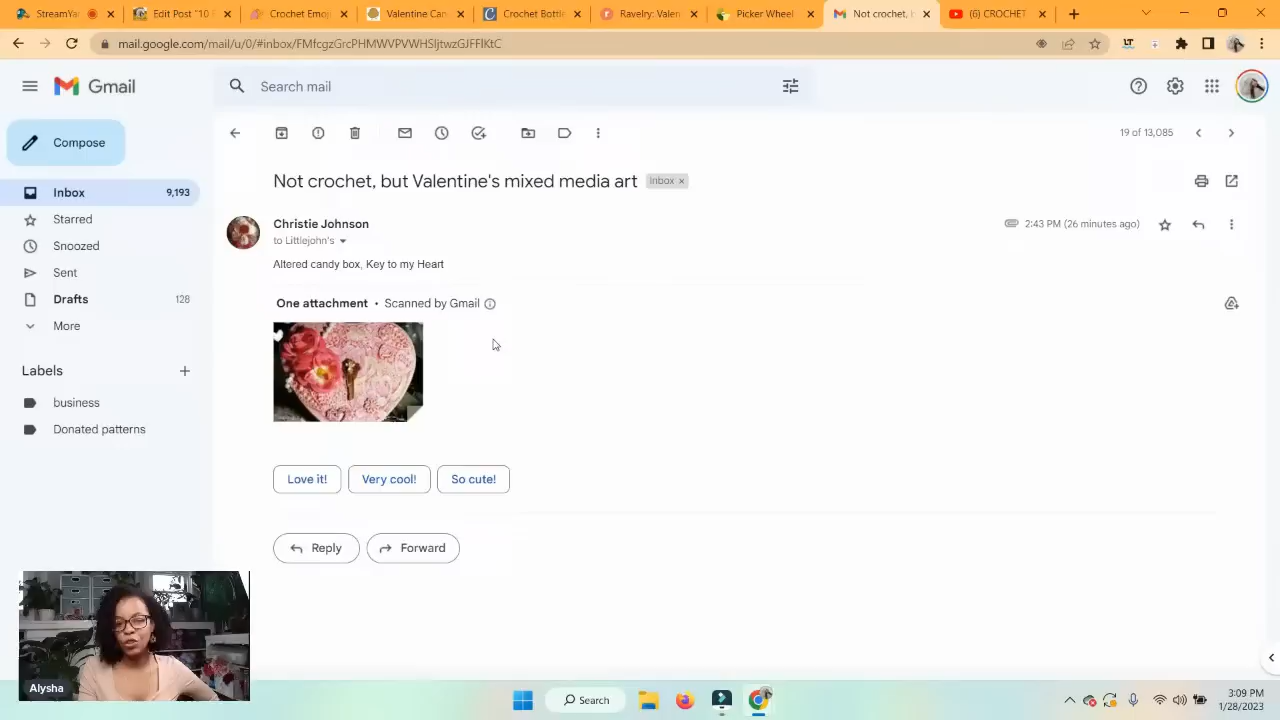 StreamYa
Edit Post "10 F
Crochet Emoj
Valentine Can
Crochet Bottle
Ravelry: Valen
Picker Wheel
Not crochet, b
(6) CROCHET
mail.google.com/mail/u/0/#inbox/FMfcgzGrcPHMWVPVWHSljtwzGJFFlKtC
Gmail
Search mail
Compose
19 of 13,085
Not crochet, but Valentine's mixed media art
Inbox ×
Inbox 9,193
Starred
Snoozed
Sent
Drafts 128
More
Christie Johnson
2:43 PM (26 minutes ago)
to Littlejohn's
Altered candy box, Key to my Heart
One attachment • Scanned by Gmail
Labels
business
Donated patterns
Love it!
Very cool!
So cute!
Reply
Forward
Alysha
Search
3:09 PM
1/28/2023